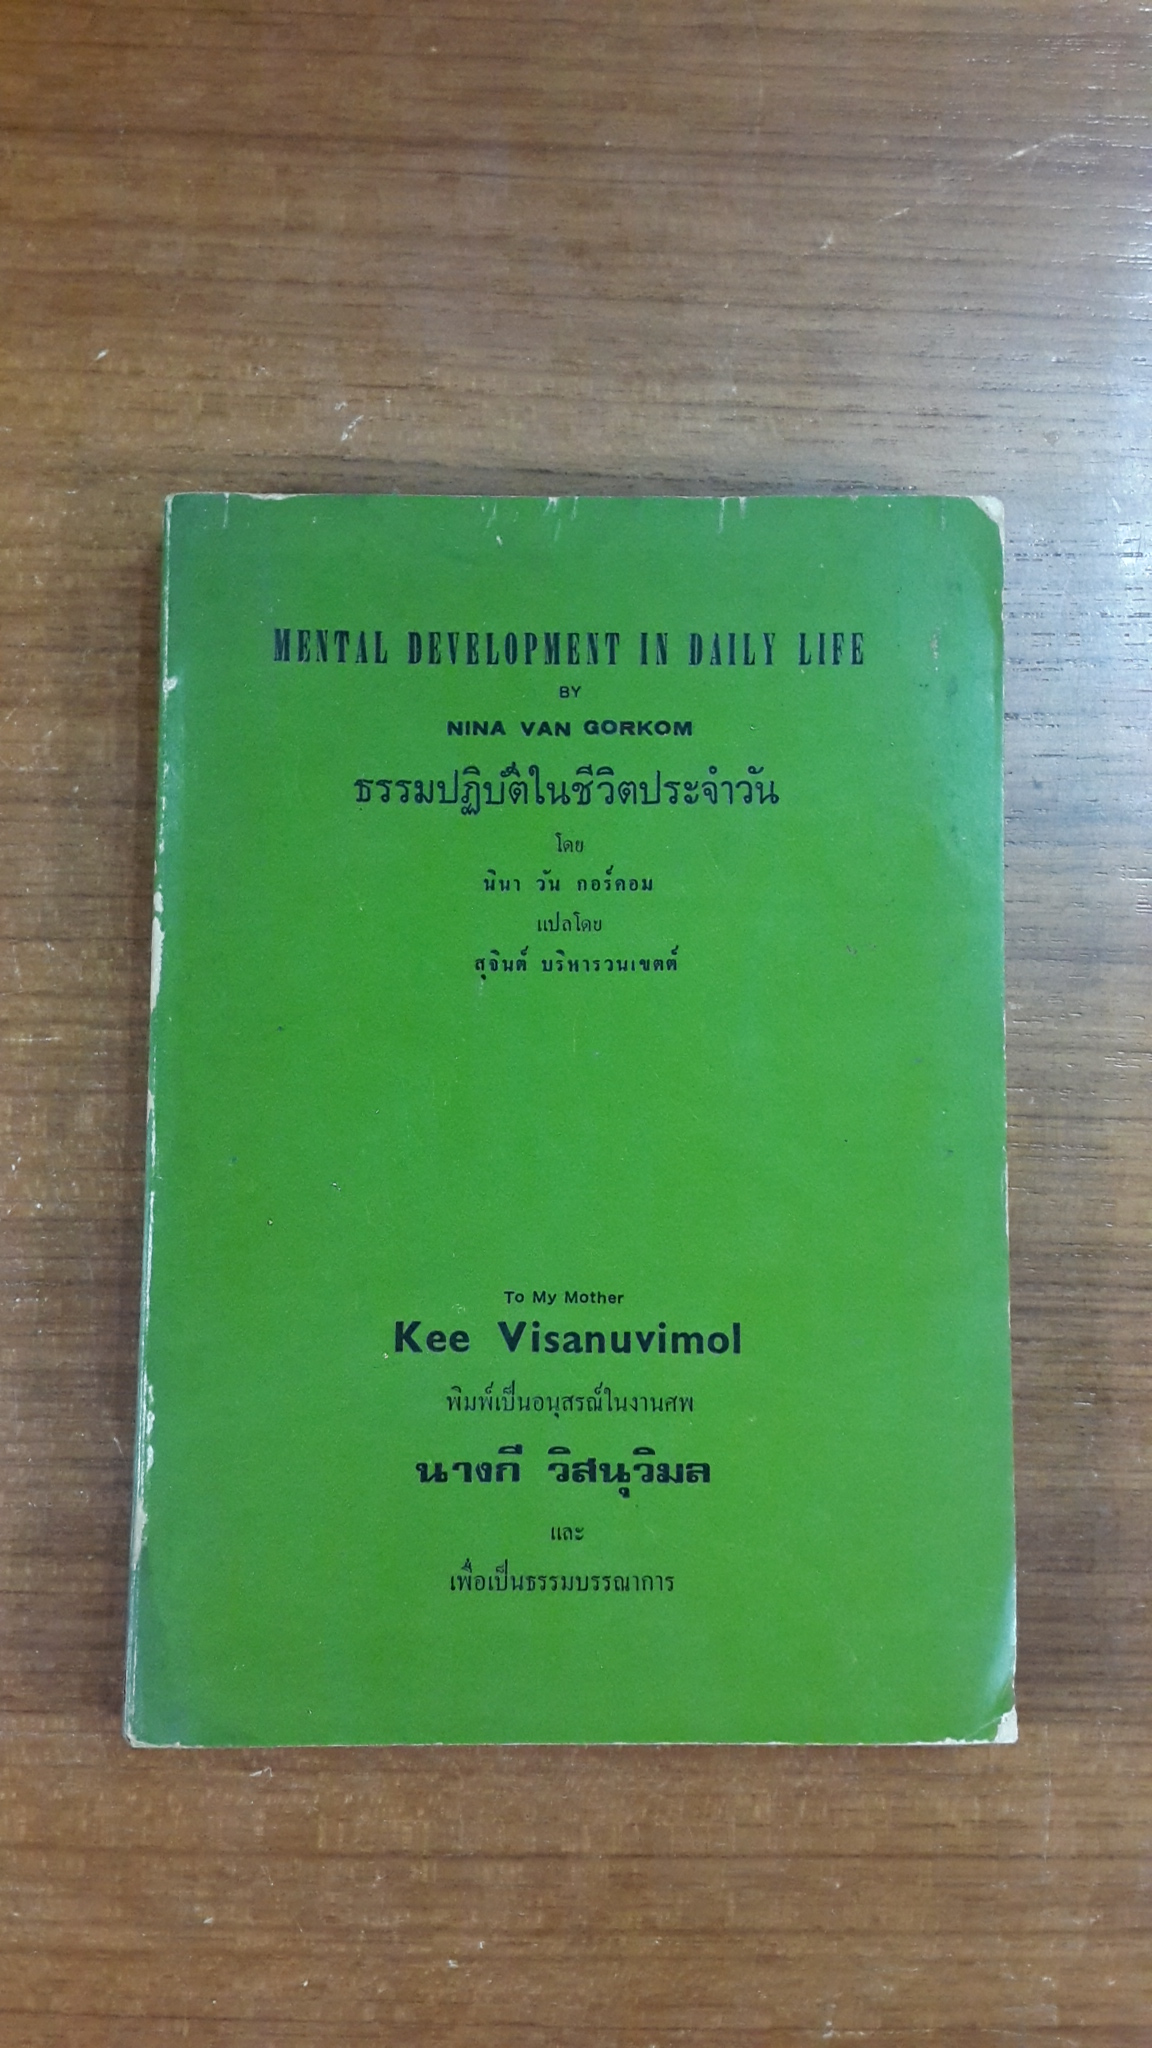 MENTAL DEVELOPMENT IN DAILY LIFE
BY
NINA VAN GORKOM
ธรรมปฏิบัติในชีวิตประจำวัน
โดย
นินา วัน กอร์คอม
แปลโดย
สุจินต์ บริหารวนเขตต์
To My Mother
Kee Visanuvimol
พิมพ์เป็นอนุสรณ์ในงานศพ
นางกี วิสนุวิมล
และ
เพื่อเป็นธรรมบรรณาการ